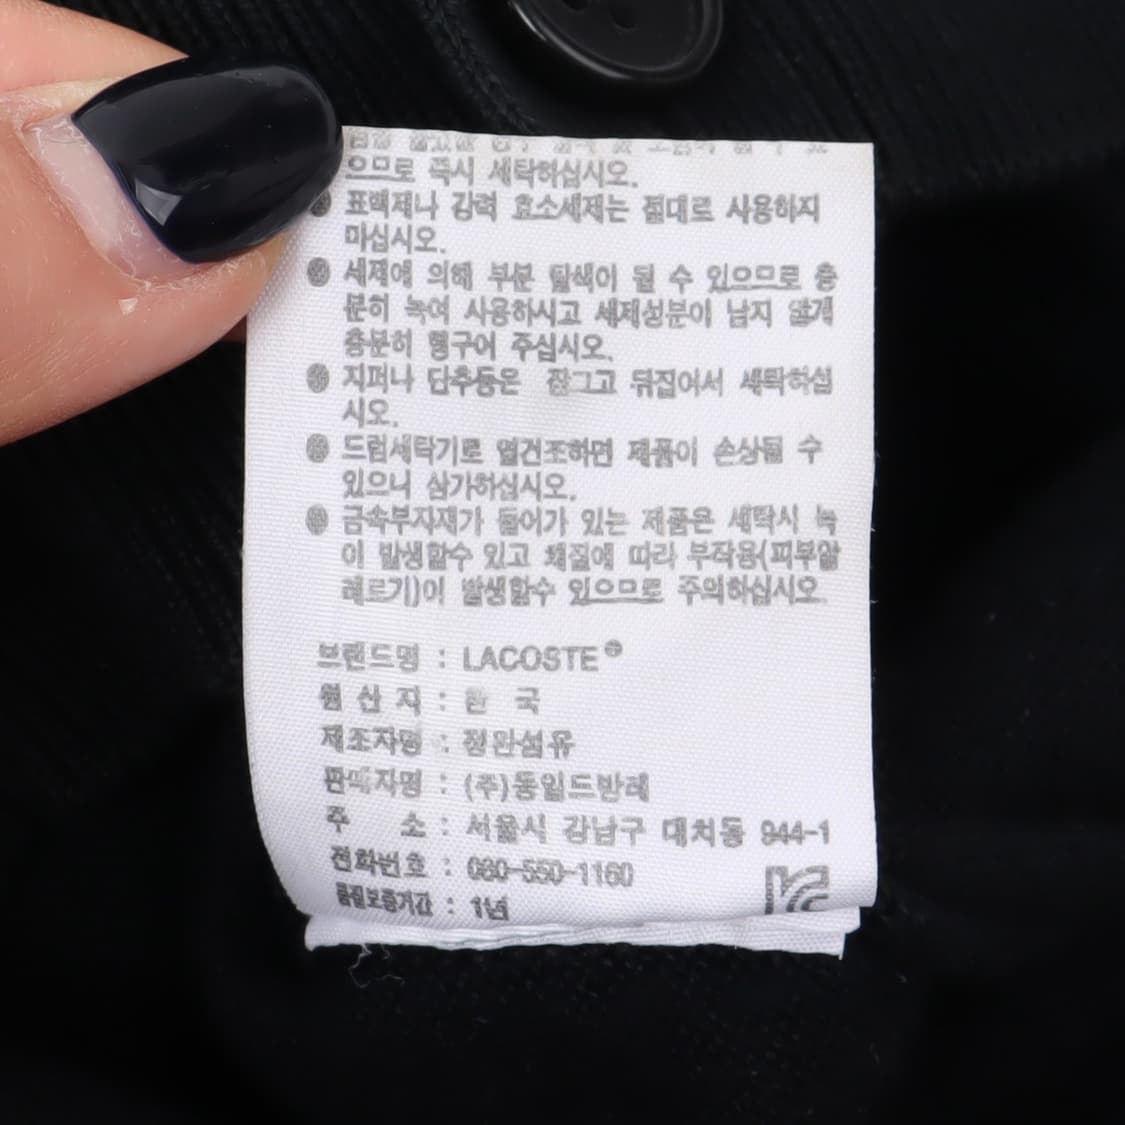 으므로 즉시 세탁하십시오.
● 표백제나 강력 효소세제는 절대로 사용하지
마십시오.
● 세제에 의해 부분 탈색이 될 수 있으므로 충
분히 녹여 사용하시고 세제성분이 남지 않게
충분히 헹구어 주십시오.
● 지퍼나 단추등은 잠그고 뒤집어서 세탁하십
시오.
● 드럼세탁기로 열건조하면 제품이 손상될 수
있으니 삼가하십시오.
● 금속부자재가 들어가 있는 제품은 세탁시 녹
이 발생할수 있고 체질에 따라 부작용(피부알
레르기)이 발생할수 있으므로 주의하십시오.
브랜드명 : LACOSTE®
원 산 지 : 한 국
제조자명 : 정완섬유
판매자명 : (주)동일드방레
주 소 : 서울시 강남구 대치동 944-1
전화번호 : 080-550-1160
품질보증기간 : 1년